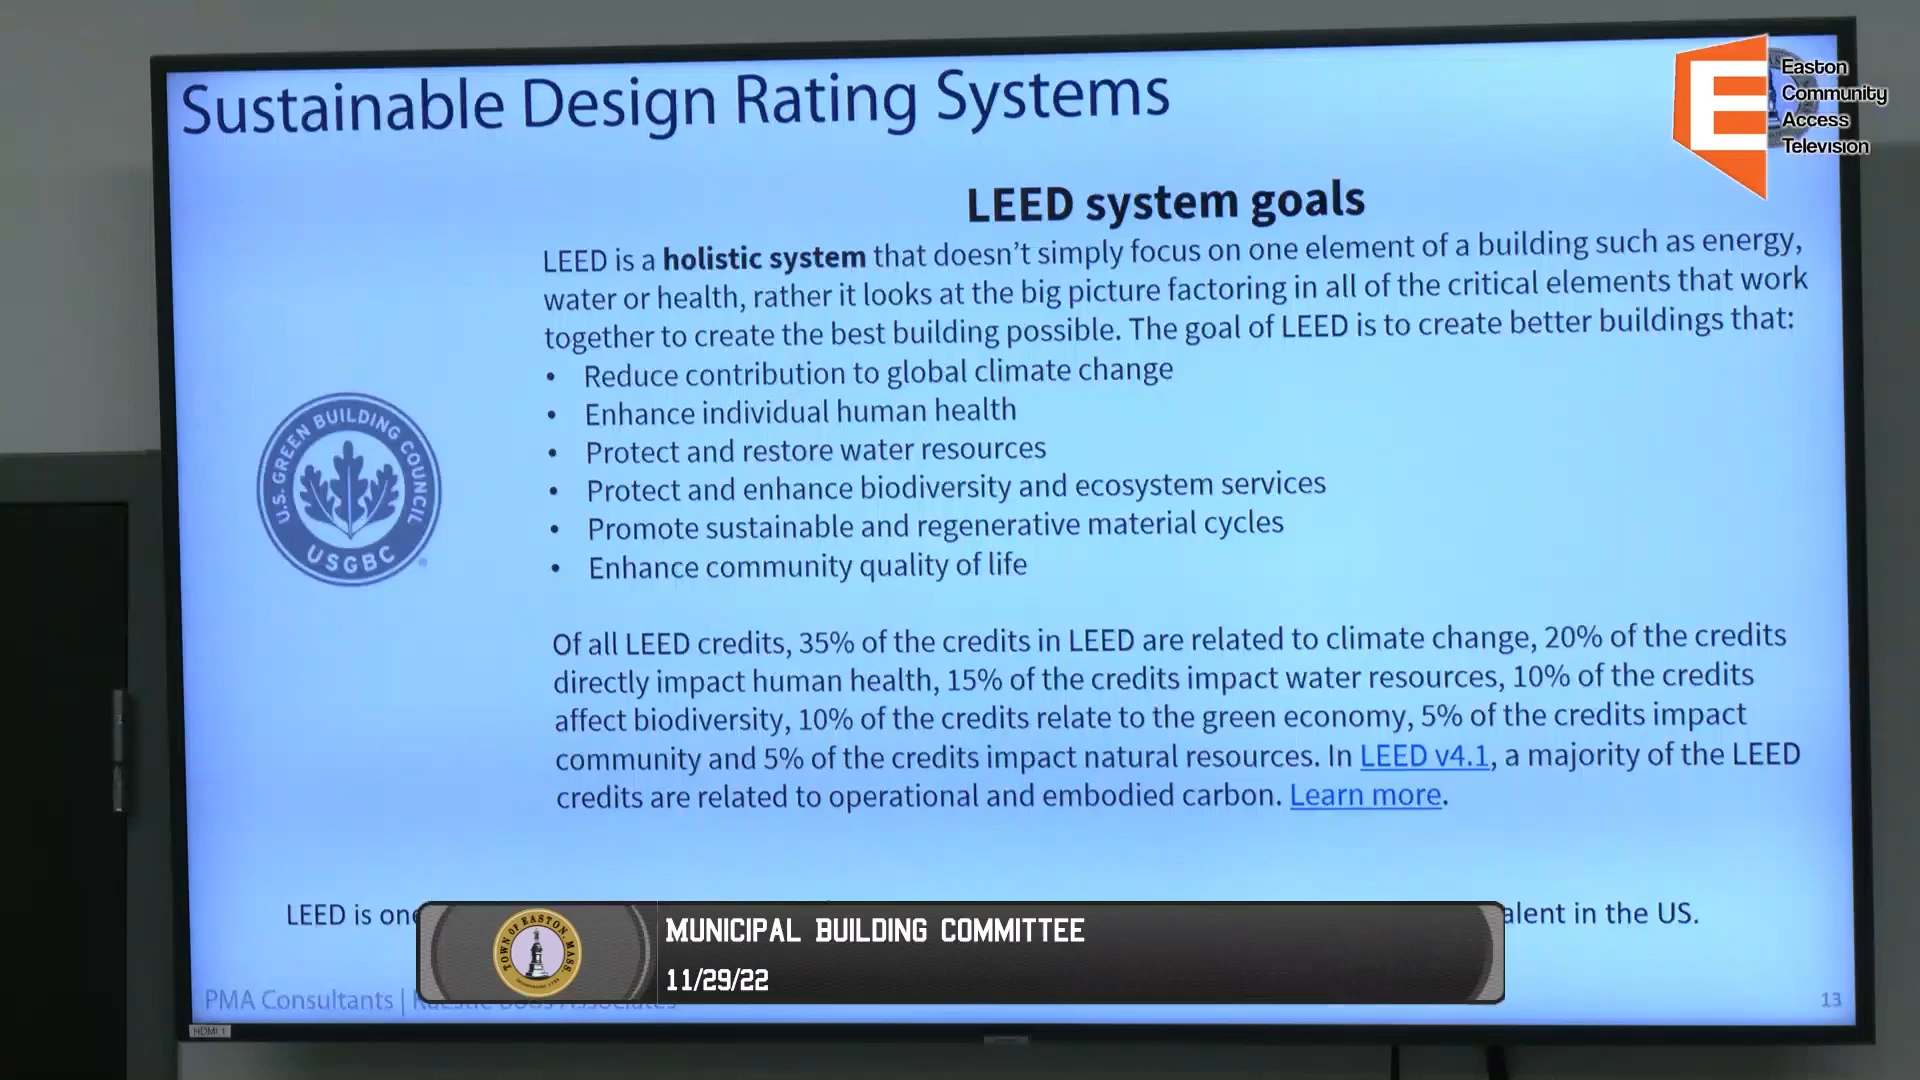 Sustainable Design Rating Systems
Easton
Community
Access
Television
LEED system goals
LEED is a holistic system that doesn't simply focus on one element of a building such as energy,
water or health, rather it looks at the big picture factoring in all of the critical elements that work
together to create the best building possible. The goal of LEED is to create better buildings that:
• Reduce contribution to global climate change
• Enhance individual human health
• Protect and restore water resources
• Protect and enhance biodiversity and ecosystem services
• Promote sustainable and regenerative material cycles
• Enhance community quality of life
U.S. GREEN BUILDING COUNCIL
USGBC
Of all LEED credits, 35% of the credits in LEED are related to climate change, 20% of the credits
directly impact human health, 15% of the credits impact water resources, 10% of the credits
affect biodiversity, 10% of the credits relate to the green economy, 5% of the credits impact
community and 5% of the credits impact natural resources. In LEED v4.1, a majority of the LEED
credits are related to operational and embodied carbon. Learn more.
LEED is one alent in the US.
TOWN OF EASTON, MASS.
MUNICIPAL BUILDING COMMITTEE
11/29/22
PMA Consultants |
13
HDMI 1